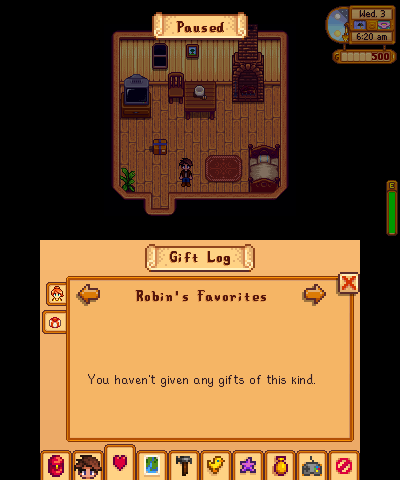 Paused
Wed. 3
6:20 am
G 500
E
Gift Log
Robin's Favorites
You haven't given any gifts of this kind.